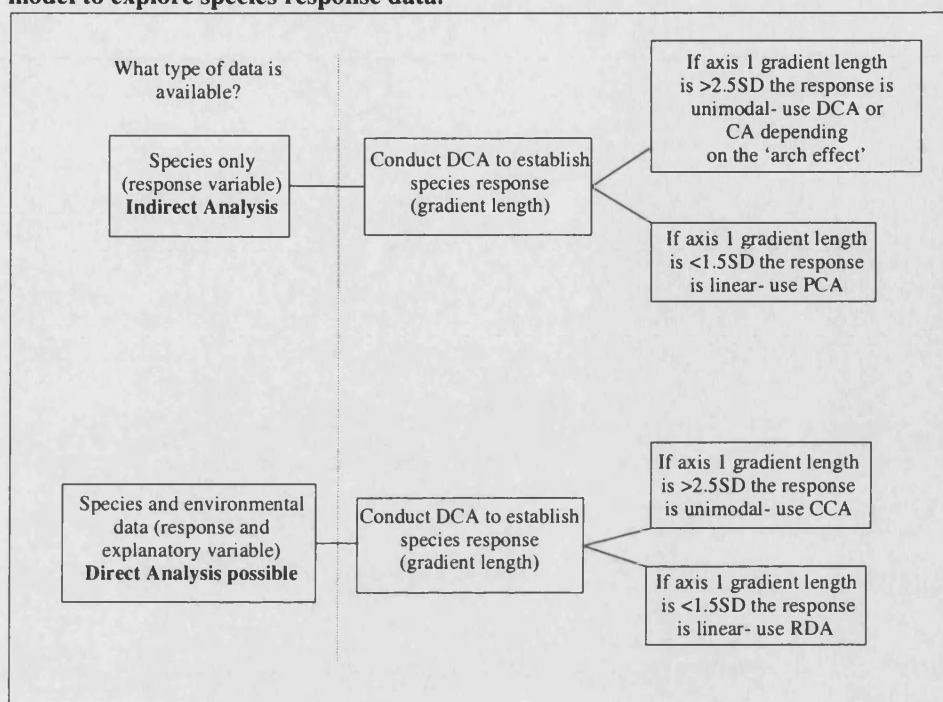 model to explore species response data.
What type of data is
available?
Species only
(response variable)
Indirect Analysis
Conduct DCA to establish
species response
(gradient length)
If axis 1 gradient length
is >2.5SD the response is
unimodal- use DCA or
CA depending
on the 'arch effect'
If axis 1 gradient length
is <1.5SD the response
is linear- use PCA
Species and environmental
data (response and
explanatory variable)
Direct Analysis possible
Conduct DCA to establish
species response
(gradient length)
If axis 1 gradient length
is >2.5SD the response
is unimodal- use CCA
If axis 1 gradient length
is <1.5SD the response
is linear- use RDA